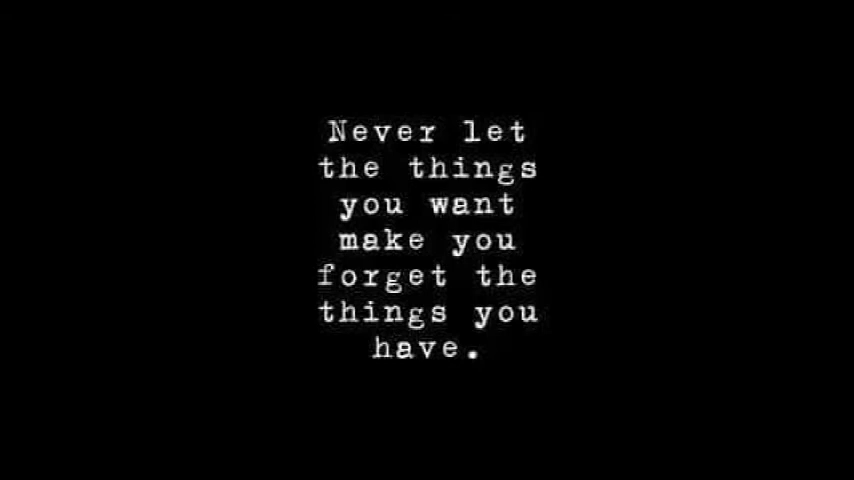 Never let
the things
you want
make you
forget the
things you
have.